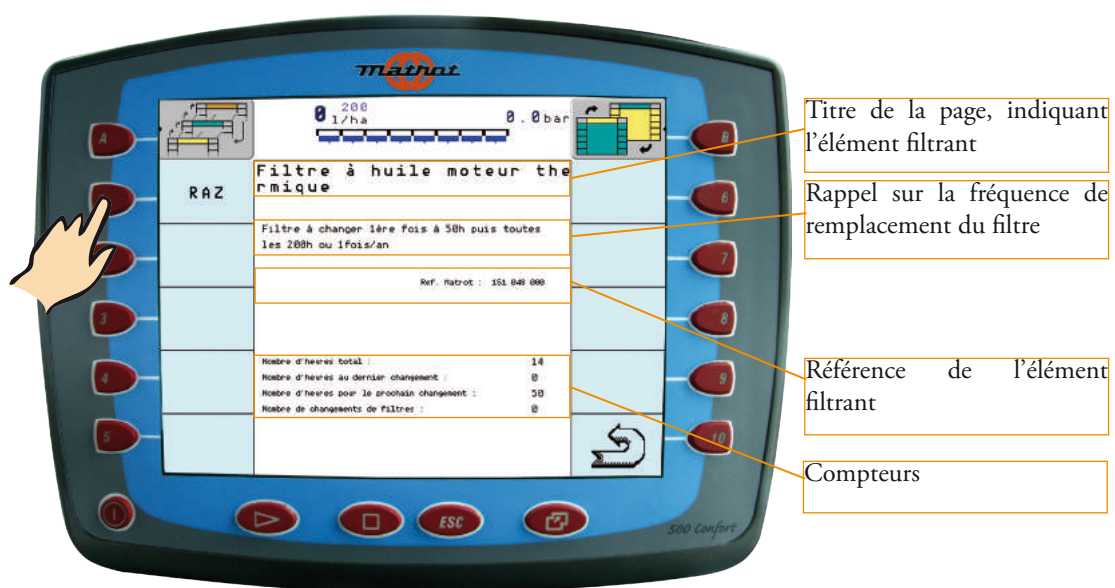 matrot
A
200
0 l/ha
0.0bar
B
RAZ
Filtre à huile moteur the
rmique
6
Filtre à changer 1ère fois à 50h puis toutes
les 200h ou 1fois/an
7
Ref. Matrot : 151 048 000
3
8
Nombre d'heures total : 14
Nombre d'heures au dernier changement : 0
Nombre d'heures pour le prochain changement : 50
Nombre de changements de filtres : 0
4
9
5
10
ESC
500 Confort
Titre de la page, indiquant
l'élément filtrant
Rappel sur la fréquence de
remplacement du filtre
Référence de l'élément
filtrant
Compteurs